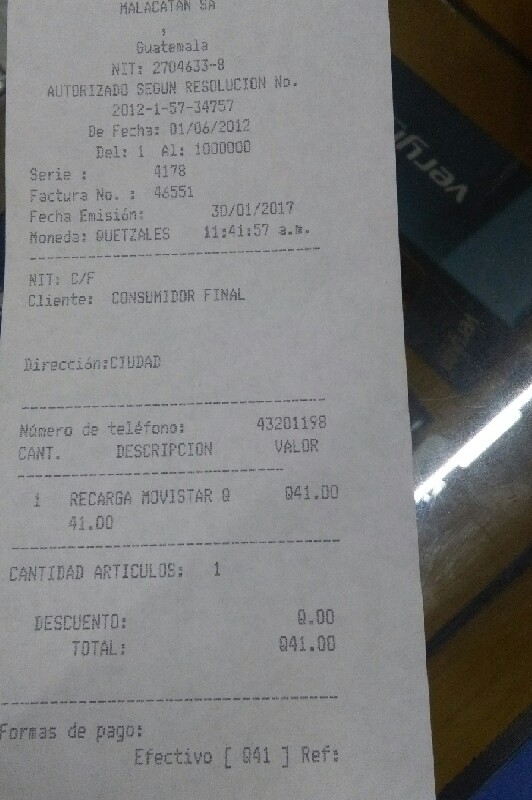 MALACATAN SA
,
Guatemala
NIT: 2704633-8
AUTORIZADO SEGUN RESOLUCION No.
2012-1-57-34757
De Fecha: 01/06/2012
Del: 1 Al: 1000000
Serie : 4178
Factura No. : 46551
Fecha Emisión: 30/01/2017
Moneda: QUETZALES 11:41:57 a.m.
NIT: C/F
Cliente: CONSUMIDOR FINAL
Dirección:CIUDAD
Número de teléfono: 43201198
CANT. DESCRIPCION VALOR
1 RECARGA MOVISTAR Q Q41.00
41.00
CANTIDAD ARTICULOS: 1
DESCUENTO: Q.00
TOTAL: Q41.00
Formas de pago:
Efectivo [ Q41 ] Ref: